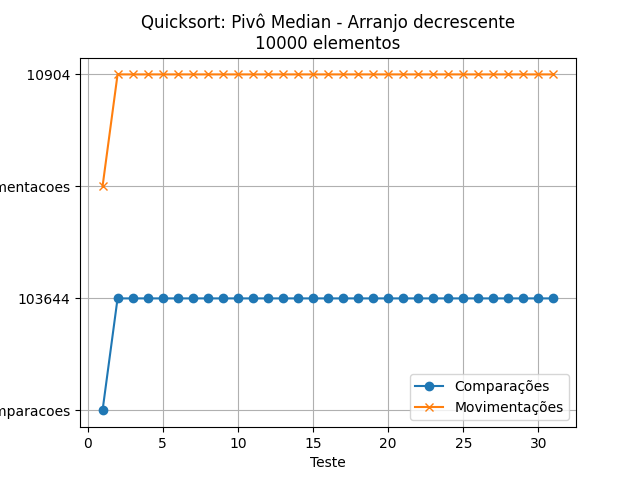 Quicksort: Pivô Median - Arranjo decrescente
10000 elementos
10904
mentacoes
103644
mparacoes
Comparações
Movimentações
0 5 10 15 20 25 30
Teste